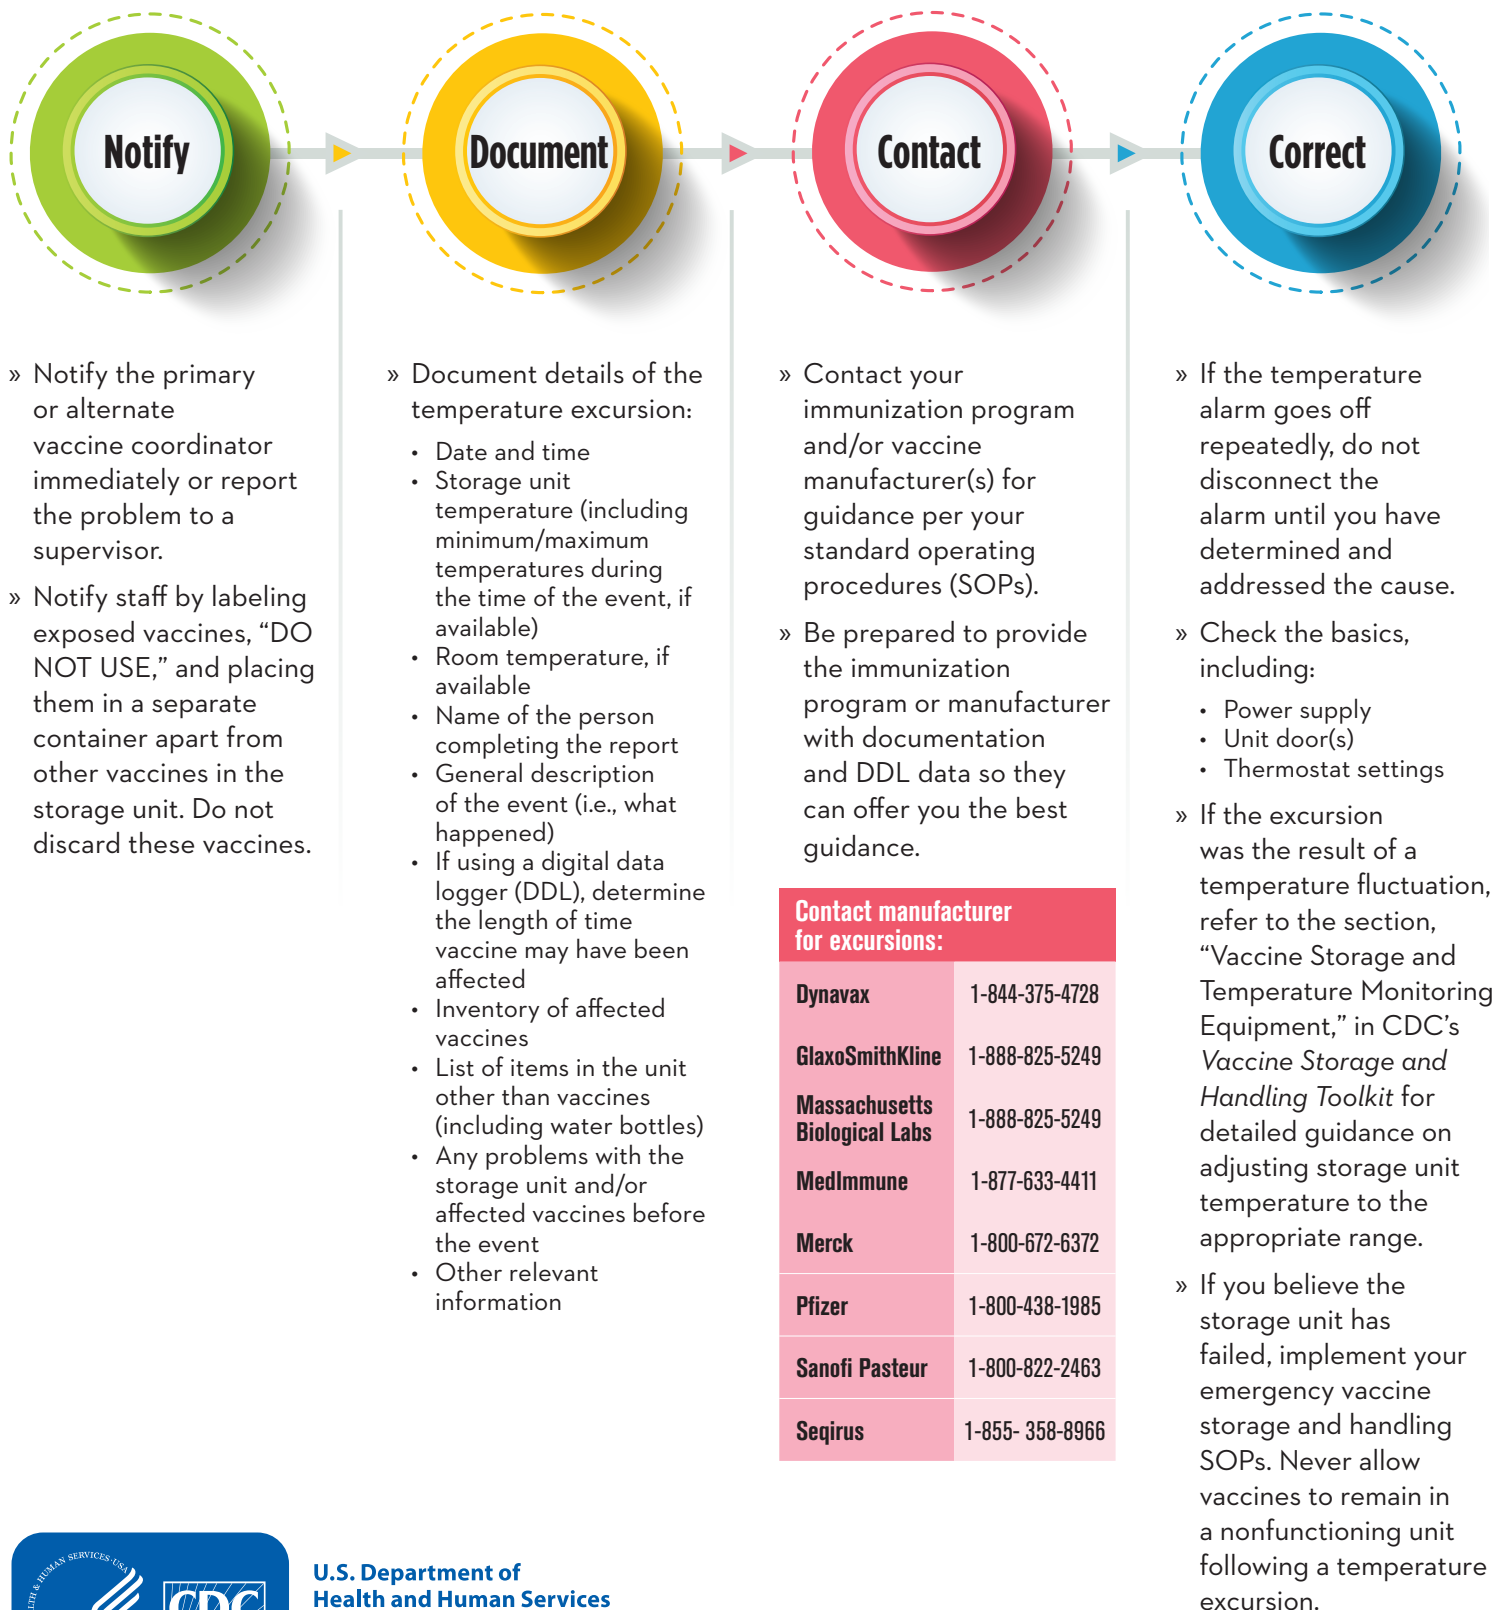 Notify
Document
Contact
Correct
» Notify the primary
or alternate
vaccine coordinator
immediately or report
the problem to a
supervisor.
» Notify staff by labeling
exposed vaccines, “DO
NOT USE,” and placing
them in a separate
container apart from
other vaccines in the
storage unit. Do not
discard these vaccines.
» Document details of the
temperature excursion:
• Date and time
• Storage unit
temperature (including
minimum/maximum
temperatures during
the time of the event, if
available)
• Room temperature, if
available
• Name of the person
completing the report
• General description
of the event (i.e., what
happened)
• If using a digital data
logger (DDL), determine
the length of time
vaccine may have been
affected
• Inventory of affected
vaccines
• List of items in the unit
other than vaccines
(including water bottles)
• Any problems with the
storage unit and/or
affected vaccines before
the event
• Other relevant
information
» Contact your
immunization program
and/or vaccine
manufacturer(s) for
guidance per your
standard operating
procedures (SOPs).
» Be prepared to provide
the immunization
program or manufacturer
with documentation
and DDL data so they
can offer you the best
guidance.
Contact manufacturer
for excursions:
Dynavax 1-844-375-4728
GlaxoSmithKline 1-888-825-5249
Massachusetts
Biological Labs 1-888-825-5249
MedImmune 1-877-633-4411
Merck 1-800-672-6372
Pfizer 1-800-438-1985
Sanofi Pasteur 1-800-822-2463
Seqirus 1-855- 358-8966
» If the temperature
alarm goes off
repeatedly, do not
disconnect the
alarm until you have
determined and
addressed the cause.
» Check the basics,
including:
• Power supply
• Unit door(s)
• Thermostat settings
» If the excursion
was the result of a
temperature fluctuation,
refer to the section,
“Vaccine Storage and
Temperature Monitoring
Equipment,” in CDC’s
Vaccine Storage and
Handling Toolkit for
detailed guidance on
adjusting storage unit
temperature to the
appropriate range.
» If you believe the
storage unit has
failed, implement your
emergency vaccine
storage and handling
SOPs. Never allow
vaccines to remain in
a nonfunctioning unit
following a temperature
excursion.
& HUMAN SERVICES·USA
CDC
U.S. Department of
Health and Human Services